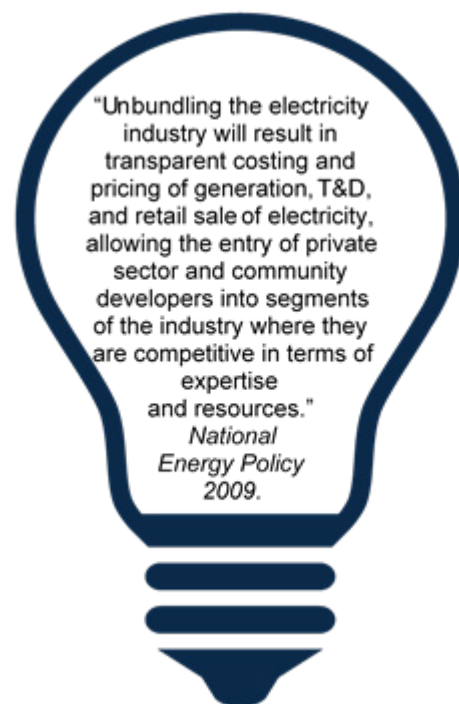 “Unbundling the electricity
industry will result in
transparent costing and
pricing of generation, T&D,
and retail sale of electricity,
allowing the entry of private
sector and community
developers into segments
of the industry where they
are competitive in terms of
expertise
and resources.”
National
Energy Policy
2009.